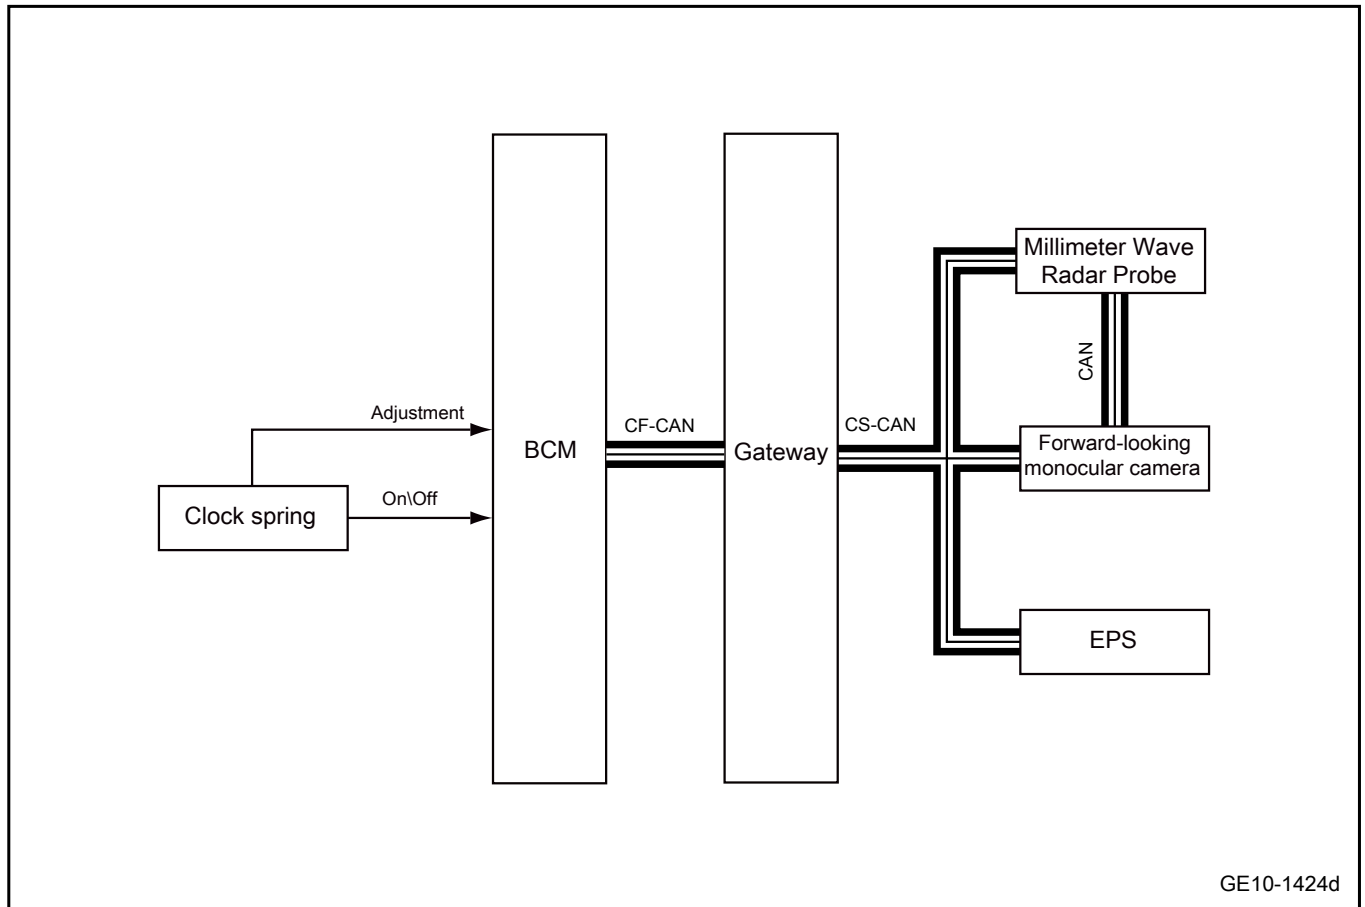 Millimeter Wave
Radar Probe
CAN
Adjustment
CF-CAN
CS-CAN
BCM
Gateway
Forward-looking
monocular camera
On\Off
Clock spring
EPS
GE10-1424d